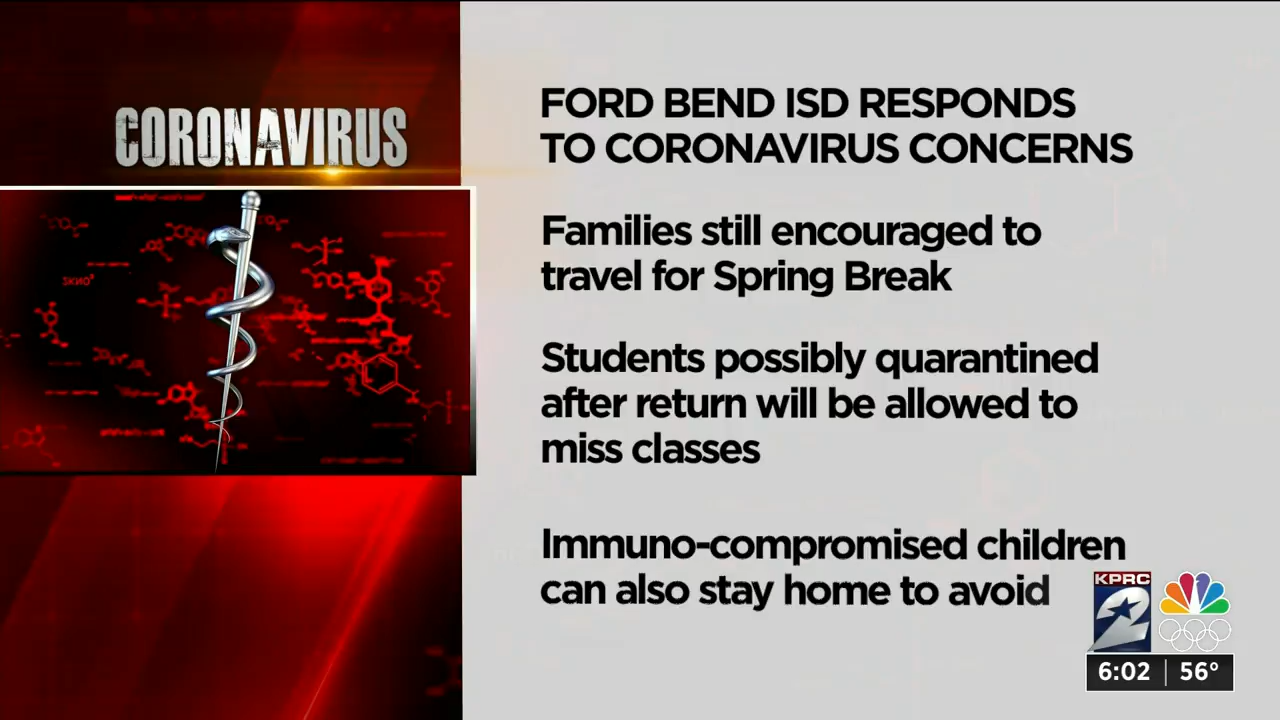 CORONAVIRUS
FORD BEND ISD RESPONDS
TO CORONAVIRUS CONCERNS
Families still encouraged to
travel for Spring Break
Students possibly quarantined
after return will be allowed to
miss classes
Immuno-compromised children
can also stay home to avoid
KPRC
2
6:02 | 56°